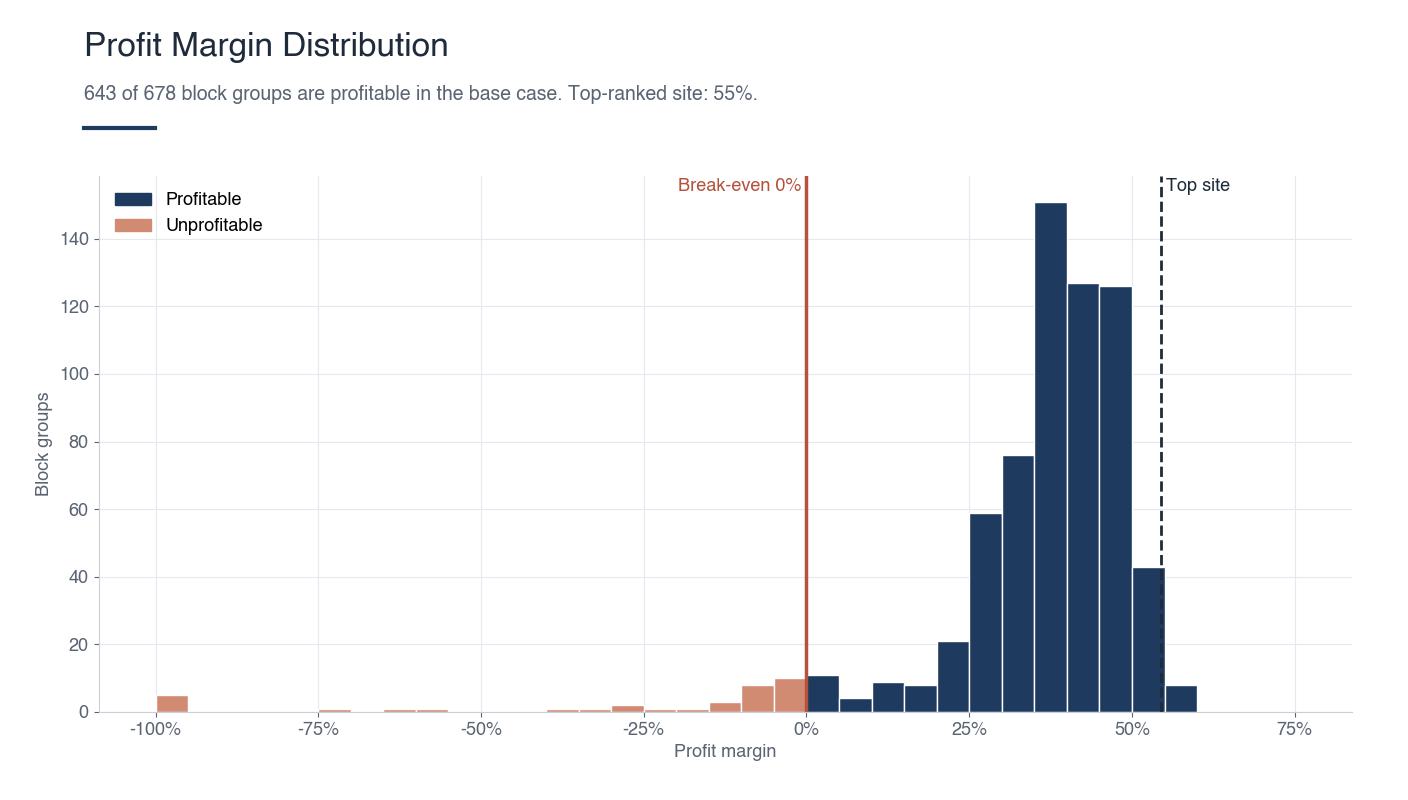 Profit Margin Distribution
643 of 678 block groups are profitable in the base case. Top-ranked site: 55%.
Break-even 0%
Top site
Profitable
Unprofitable
140
120
100
80
60
40
20
0
Block groups
-100%
-75%
-50%
-25%
0%
25%
50%
75%
Profit margin